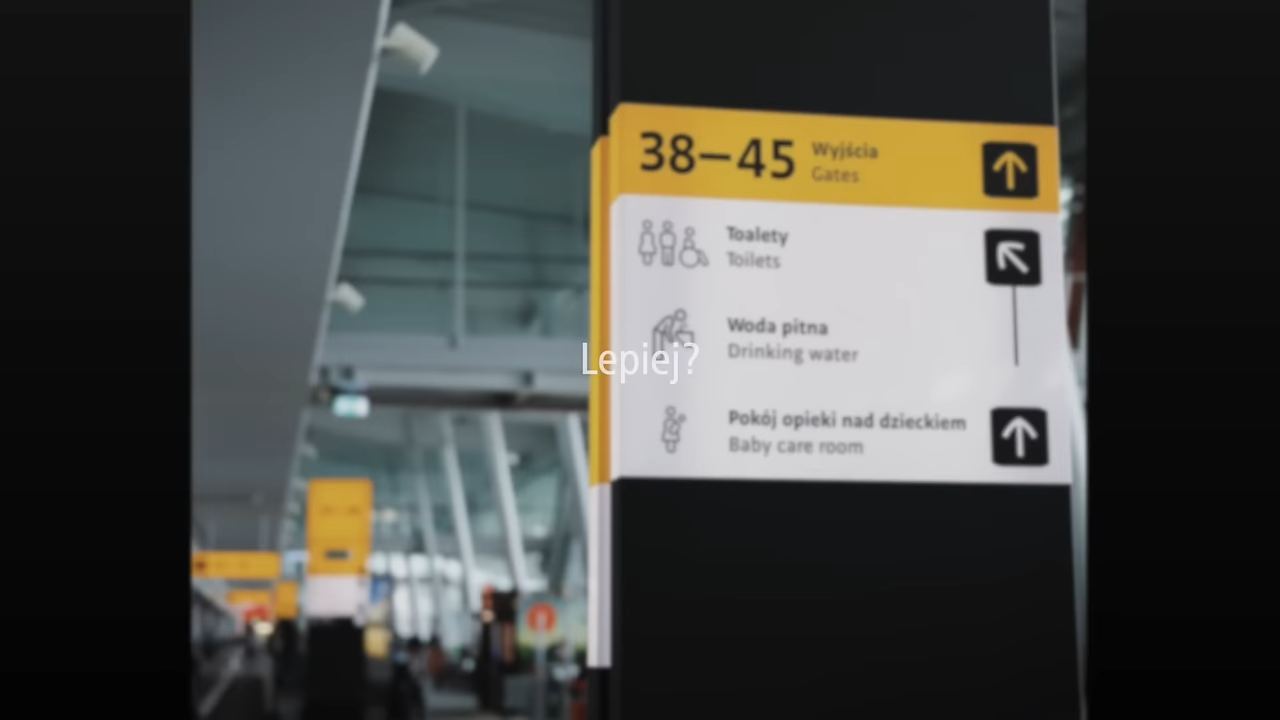 38–45
Wyjścia
Gates
Toalety
Toilets
Woda pitna
Drinking water
Lepiej?
Pokój opieki nad dzieckiem
Baby care room